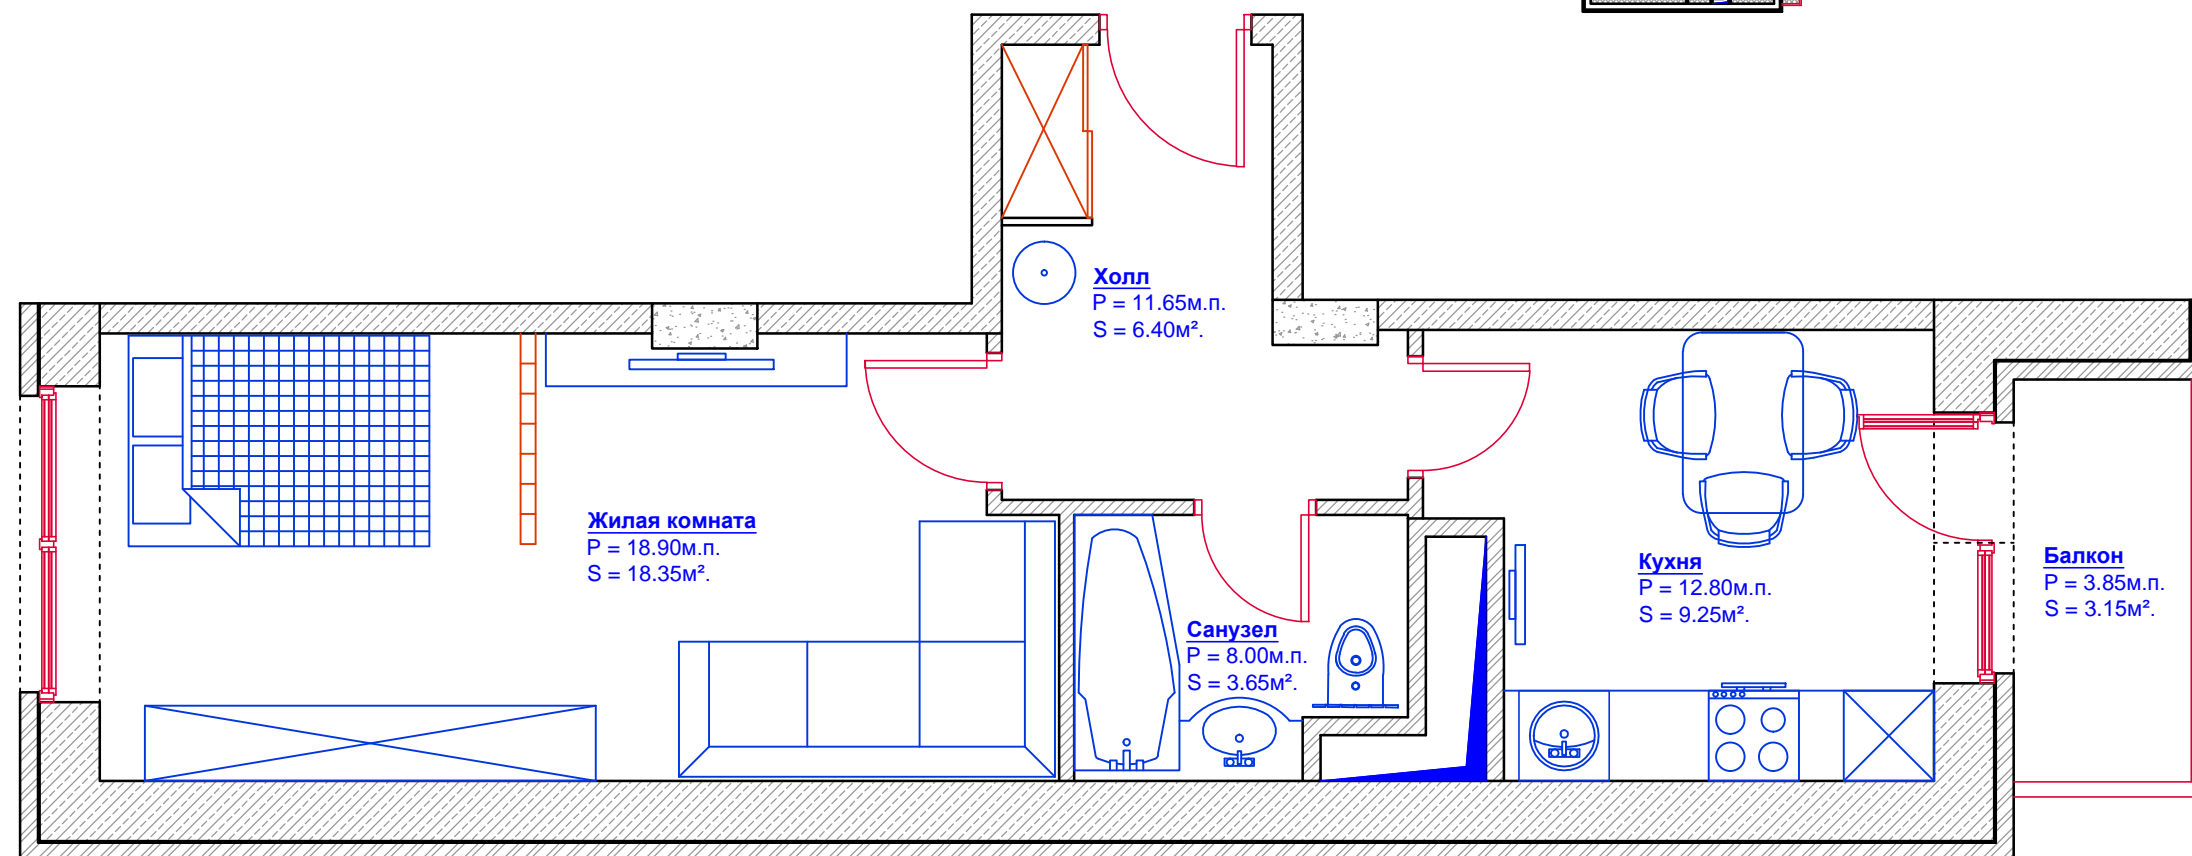 Холл
P = 11.65м.п.
S = 6.40м².
Жилая комната
P = 18.90м.п.
S = 18.35м².
Санузел
P = 8.00м.п.
S = 3.65м².
Кухня
P = 12.80м.п.
S = 9.25м².
Балкон
P = 3.85м.п.
S = 3.15м².